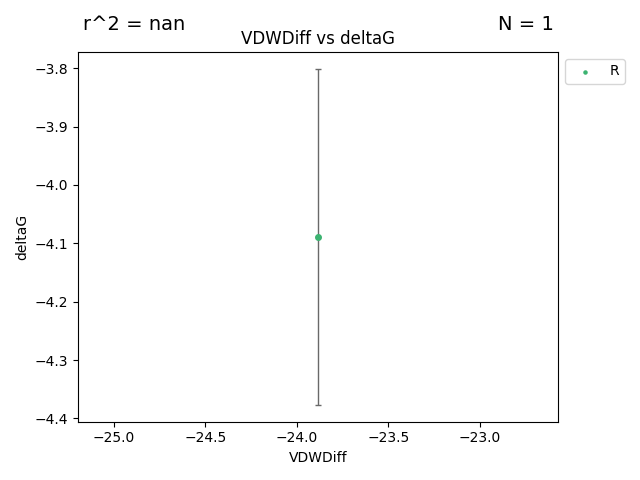 r^2 = nan
N = 1
VDWDiff vs deltaG
R
−3.8
−3.9
−4.0
−4.1
−4.2
−4.3
−4.4
deltaG
−25.0
−24.5
−24.0
−23.5
−23.0
VDWDiff